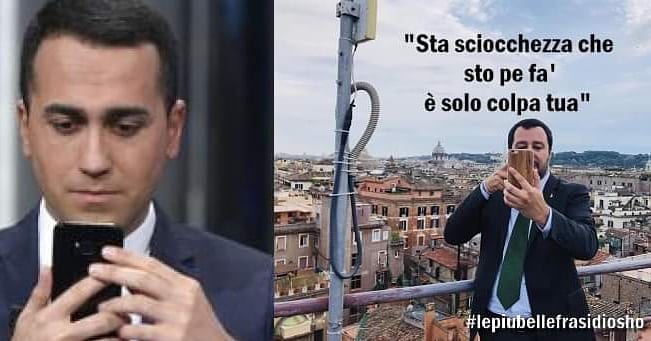 "Sta sciocchezza che
sto pe fa'
è solo colpa tua"
#lepiubellefrasidiosho